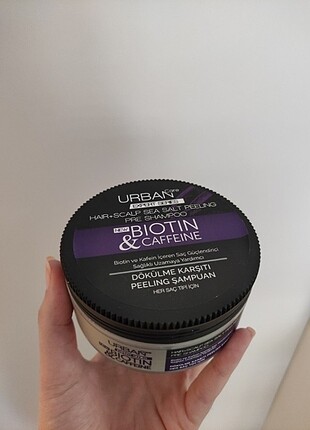 URBAN Care
EXPERT SERIES
HAIR+SCALP SEA SALT PEELING
PRE SHAMPOO
NEW BIOTIN
& CAFFEINE
Biotin ve Kafein İçeren Saç Güçlendirici
Sağlıklı Uzamaya Yardımcı
DÖKÜLME KARŞITI
PEELING ŞAMPUAN
HER SAÇ TİPİ İÇİN
URBAN
BIOTIN
& CAFFEINE